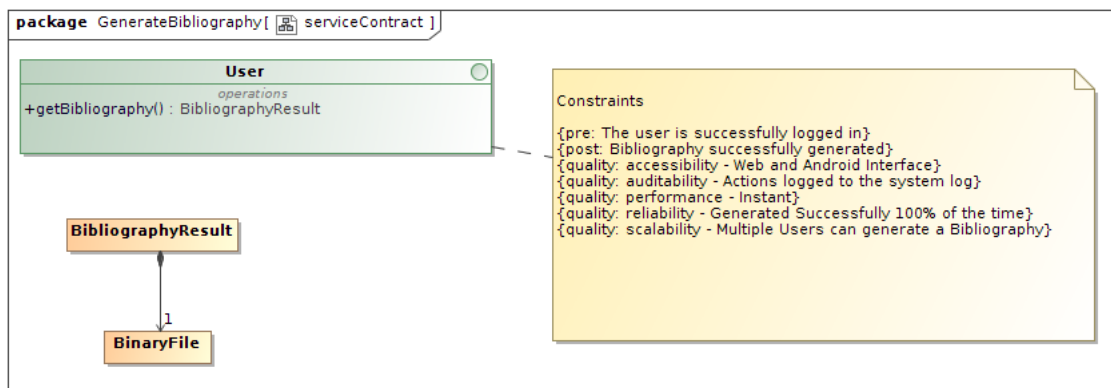 package GenerateBibliography[ serviceContract ]
User
operations
+getBibliography() : BibliographyResult
Constraints
{pre: The user is successfully logged in}
{post: Bibliography successfully generated}
{quality: accessibility - Web and Android Interface}
{quality: auditability - Actions logged to the system log}
{quality: performance - Instant}
{quality: reliability - Generated Successfully 100% of the time}
{quality: scalability - Multiple Users can generate a Bibliography}
BibliographyResult
1
BinaryFile